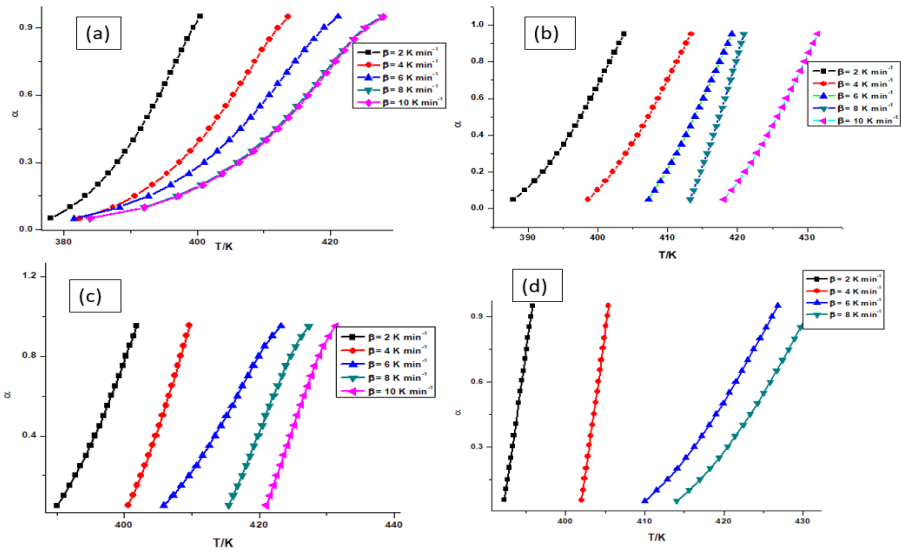 (a)
β= 2 K min⁻¹
β= 4 K min⁻¹
β= 6 K min⁻¹
β= 8 K min⁻¹
β= 10 K min⁻¹
0.9
0.6
0.3
0.0
α
380
400
420
T/K
(b)
β= 2 K min⁻¹
β= 4 K min⁻¹
β= 6 K min⁻¹
β= 8 K min⁻¹
β= 10 K min⁻¹
1.0
0.8
0.6
0.4
0.2
0.0
α
390
400
410
420
430
T/K
(c)
β= 2 K min⁻¹
β= 4 K min⁻¹
β= 6 K min⁻¹
β= 8 K min⁻¹
β= 10 K min⁻¹
1.2
0.8
0.4
α
400
420
440
T/K
(d)
β= 2 K min⁻¹
β= 4 K min⁻¹
β= 6 K min⁻¹
β= 8 K min⁻¹
0.9
0.6
0.3
α
400
410
420
430
T/K